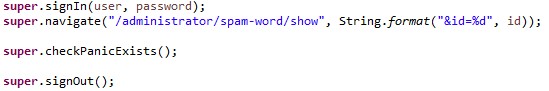 super.signIn(user, password);
super.navigate("/administrator/spam-word/show", String.format("&id=%d", id));
super.checkPanicExists();
super.signOut();